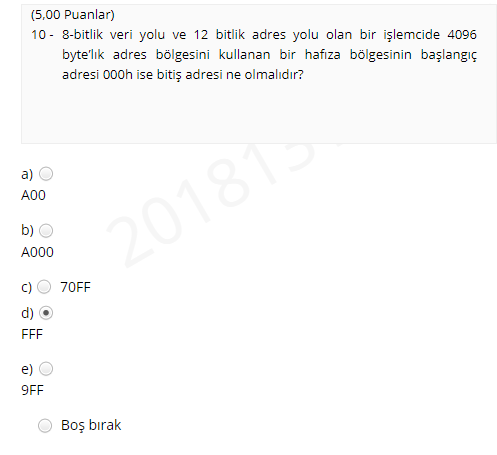 (5,00 Puanlar)
10 - 8-bitlik veri yolu ve 12 bitlik adres yolu olan bir işlemcide 4096
byte'lık adres bölgesini kullanan bir hafıza bölgesinin başlangıç
adresi 000h ise bitiş adresi ne olmalıdır?
a)
A00
b)
A000
c) 70FF
d)
FFF
e)
9FF
Boş bırak